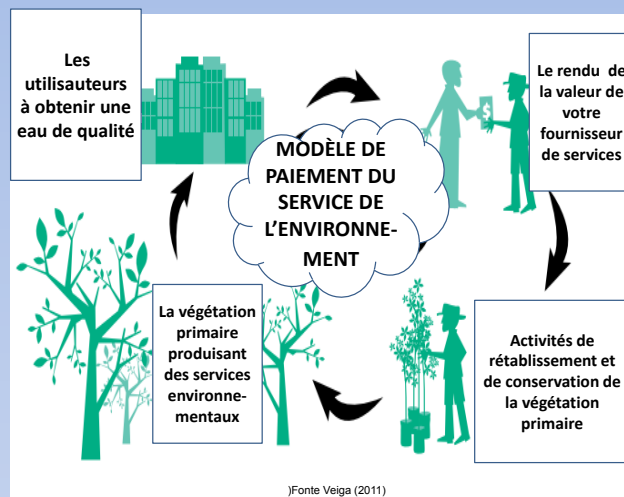 Les
utilisauteurs
à obtenir une
eau de qualité
Le rendu de
la valeur de
votre
fournisseur
de services
MODÈLE DE
PAIEMENT DU
SERVICE DE
L'ENVIRONNE-
MENT
La végétation
primaire
produisant
des services
environne-
mentaux
Activités de
rétablissement et
de conservation de
la végétation
primaire
)Fonte Veiga (2011)